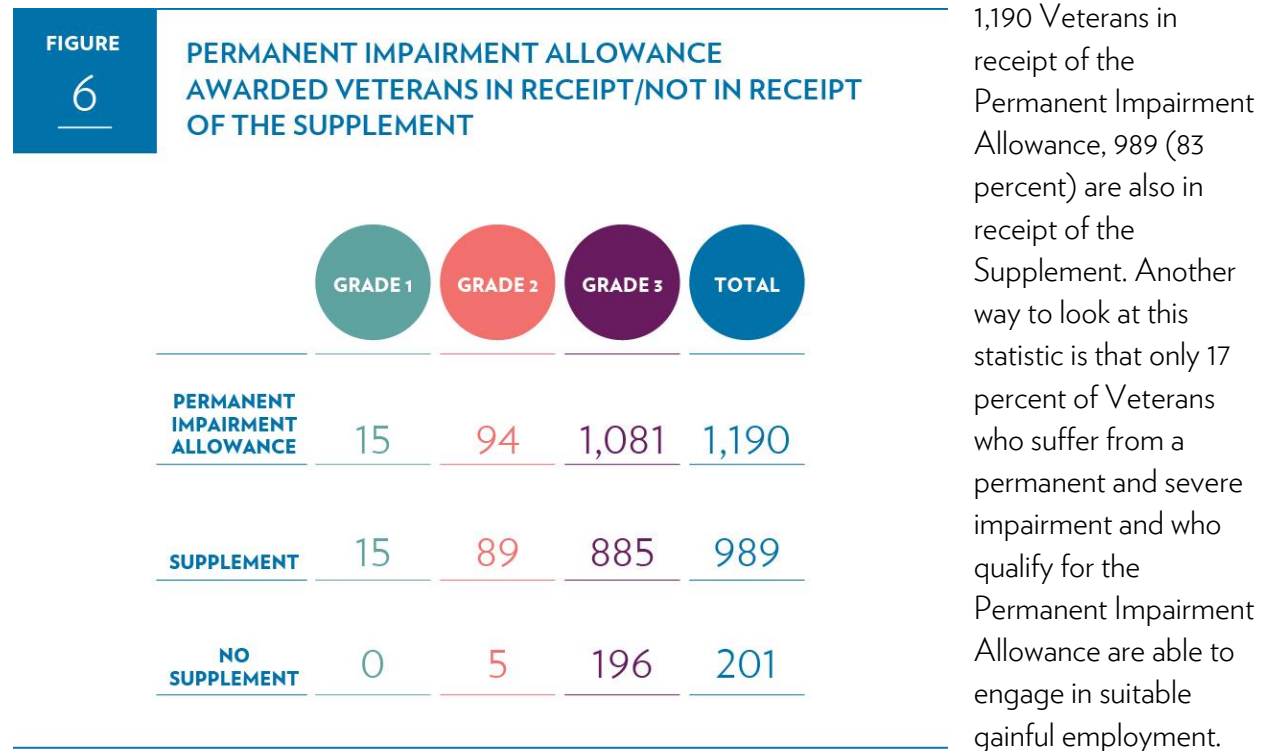 FIGURE
6
PERMANENT IMPAIRMENT ALLOWANCE
AWARDED VETERANS IN RECEIPT/NOT IN RECEIPT
OF THE SUPPLEMENT
GRADE 1 GRADE 2 GRADE 3 TOTAL
PERMANENT
IMPAIRMENT
ALLOWANCE 15 94 1,081 1,190
SUPPLEMENT 15 89 885 989
NO
SUPPLEMENT 0 5 196 201
1,190 Veterans in
receipt of the
Permanent Impairment
Allowance, 989 (83
percent) are also in
receipt of the
Supplement. Another
way to look at this
statistic is that only 17
percent of Veterans
who suffer from a
permanent and severe
impairment and who
qualify for the
Permanent Impairment
Allowance are able to
engage in suitable
gainful employment.